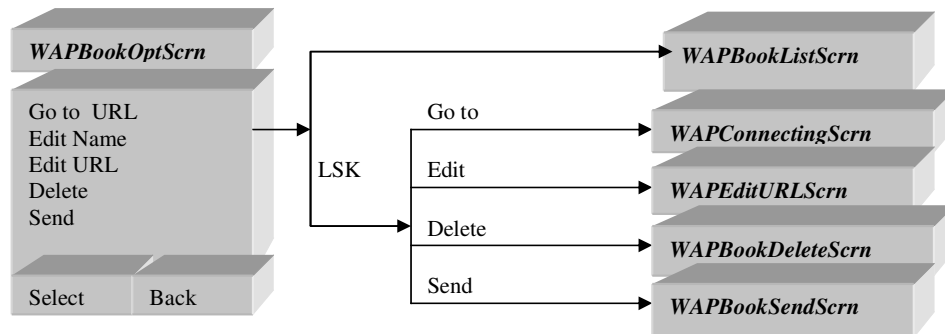 WAPBookOptScrn
Go to  URL
Edit Name
Edit URL
Delete
Send
Select
Back
LSK
Go to
Edit
Delete
Send
WAPBookListScrn
WAPConnectingScrn
WAPEditURLScrn
WAPBookDeleteScrn
WAPBookSendScrn